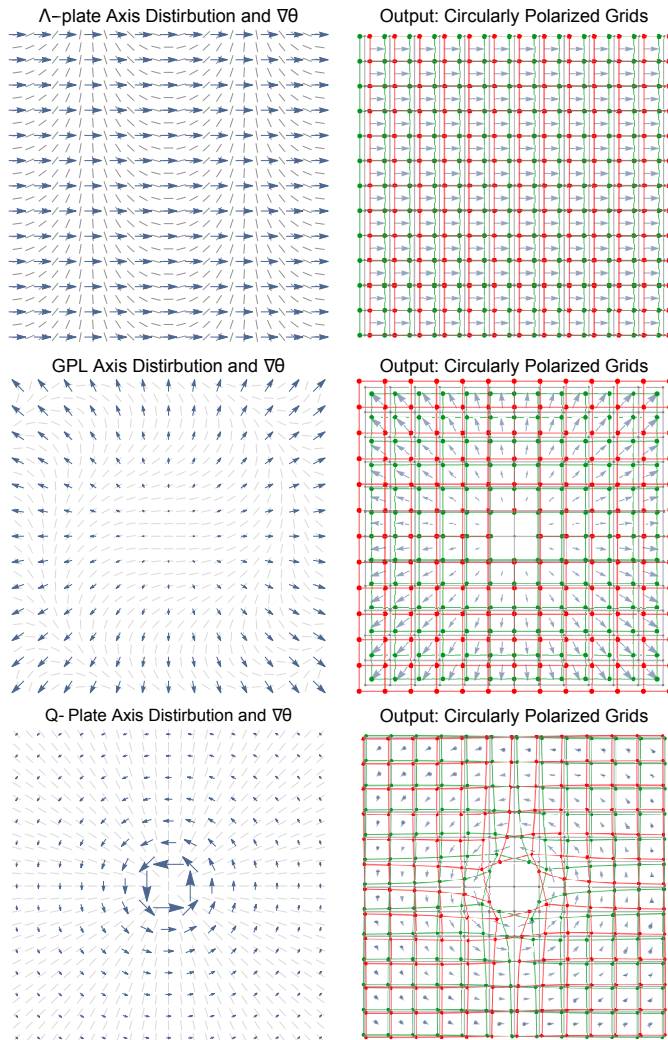 Λ-plate Axis Distirbution and ∇θ
Output: Circularly Polarized Grids
GPL Axis Distirbution and ∇θ
Output: Circularly Polarized Grids
Q- Plate Axis Distirbution and ∇θ
Output: Circularly Polarized Grids